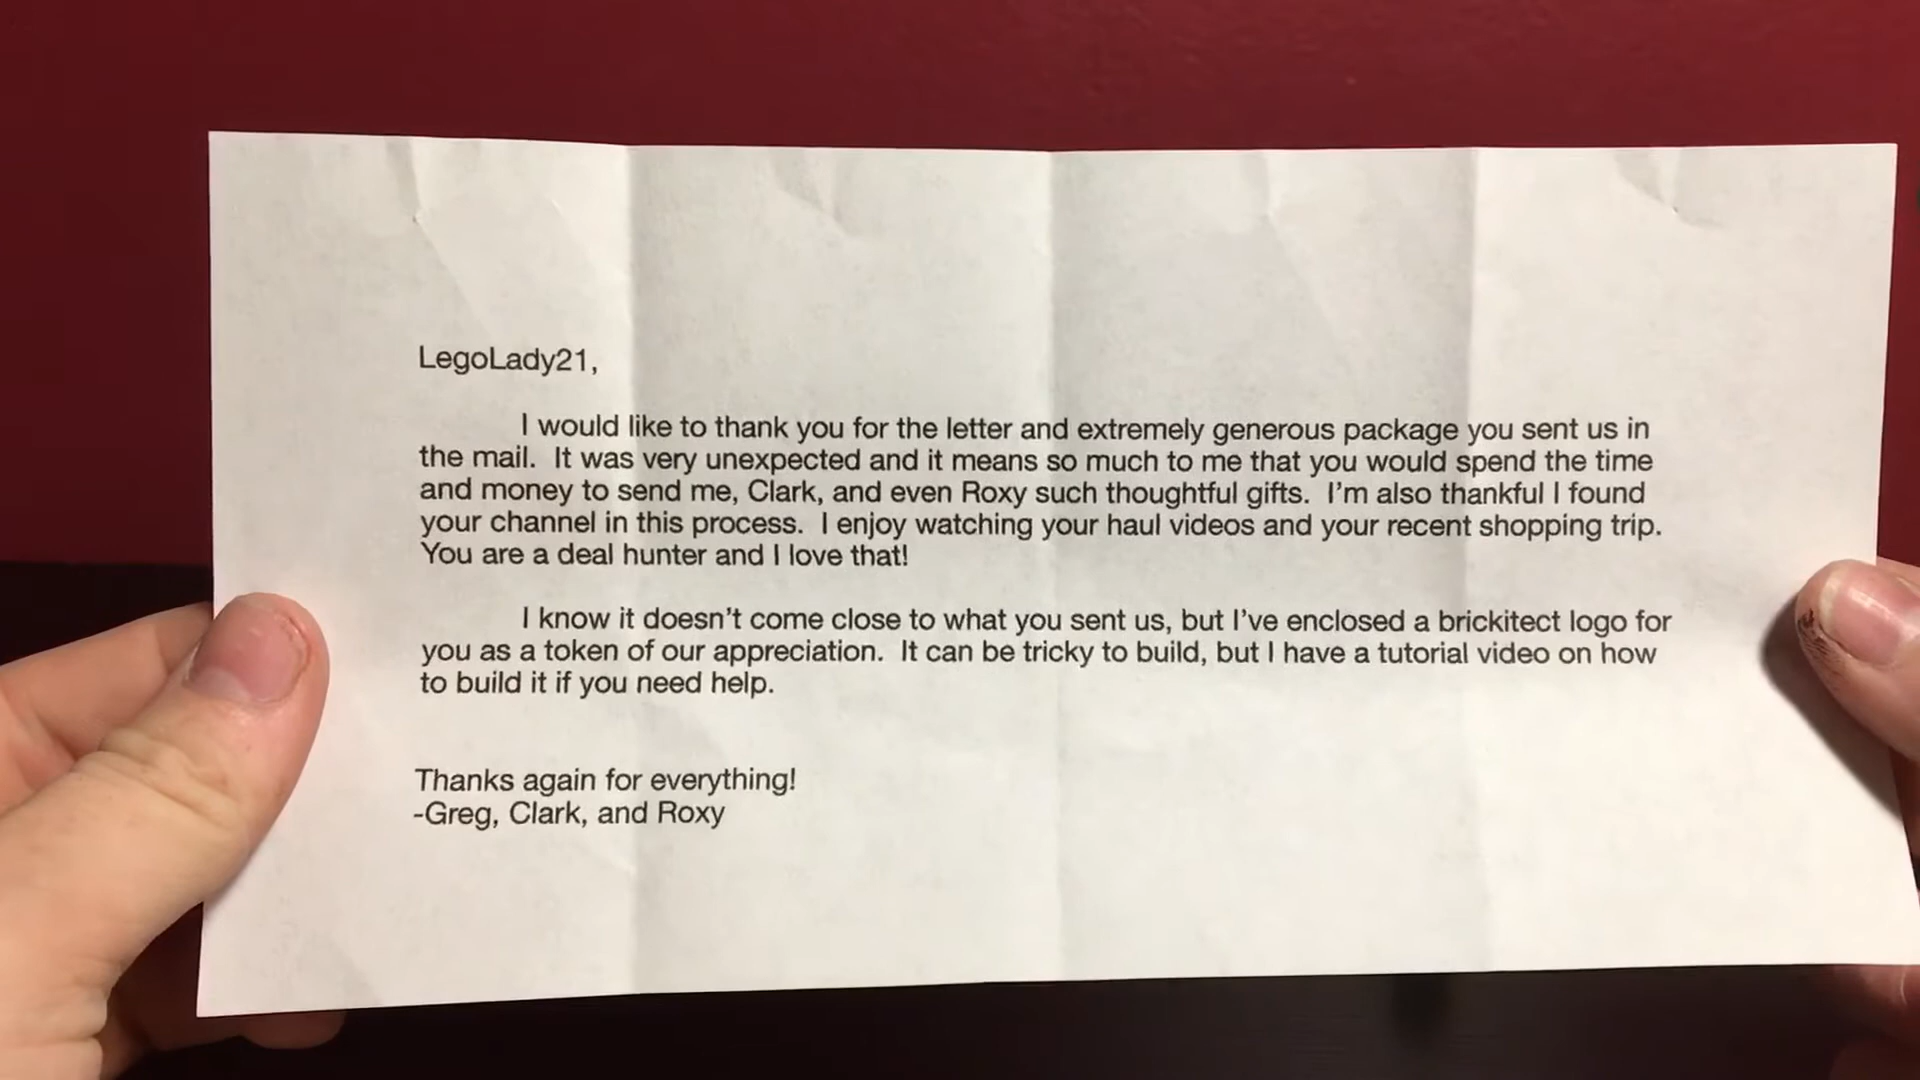 LegoLady21,
I would like to thank you for the letter and extremely generous package you sent us in
the mail.  It was very unexpected and it means so much to me that you would spend the time
and money to send me, Clark, and even Roxy such thoughtful gifts.  I'm also thankful I found
your channel in this process.  I enjoy watching your haul videos and your recent shopping trip.
You are a deal hunter and I love that!
I know it doesn't come close to what you sent us, but I've enclosed a brickitect logo for
you as a token of our appreciation.  It can be tricky to build, but I have a tutorial video on how
to build it if you need help.
Thanks again for everything!
-Greg, Clark, and Roxy